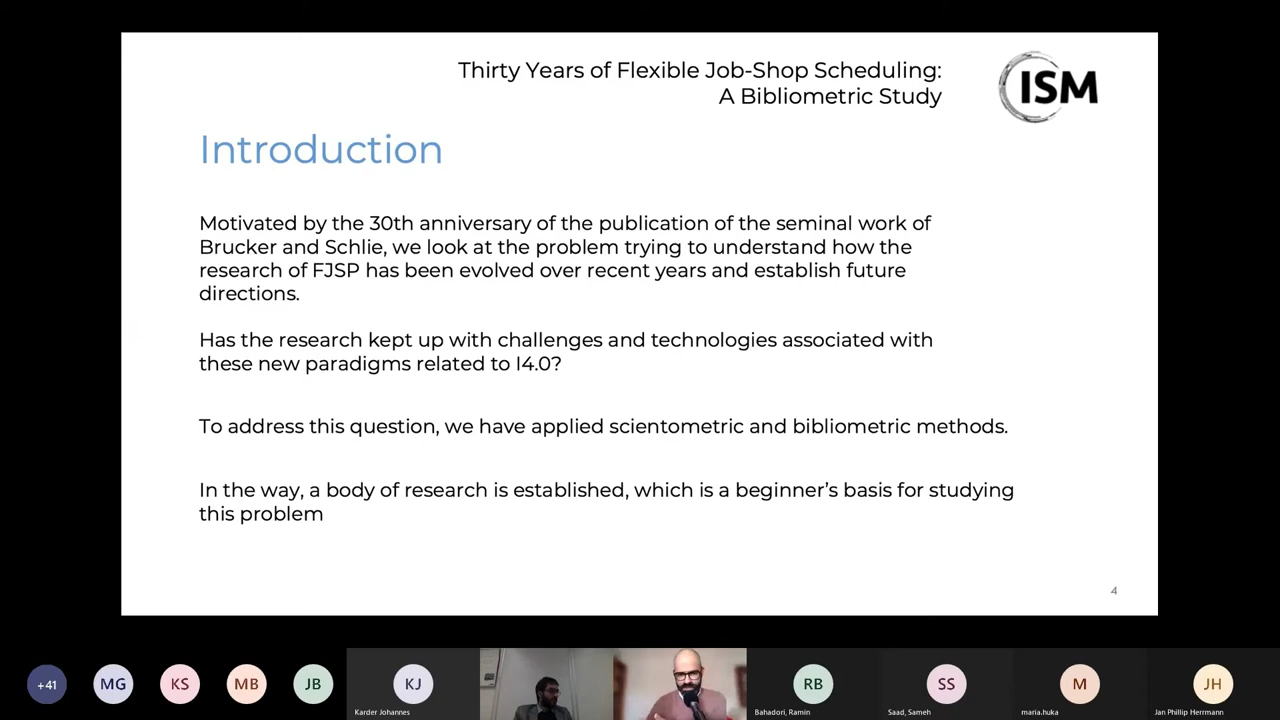 Thirty Years of Flexible Job-Shop Scheduling:
A Bibliometric Study
ISM
Introduction
Motivated by the 30th anniversary of the publication of the seminal work of
Brucker and Schlie, we look at the problem trying to understand how the
research of FJSP has been evolved over recent years and establish future
directions.
Has the research kept up with challenges and technologies associated with
these new paradigms related to I4.0?
To address this question, we have applied scientometric and bibliometric methods.
In the way, a body of research is established, which is a beginner’s basis for studying
this problem
4
+41
MG
KS
MB
JB
KJ
RB
SS
M
JH
Karder Johannes
Bahadori, Ramin
Saad, Sameh
maria.huka
Jan Phillip Herrmann